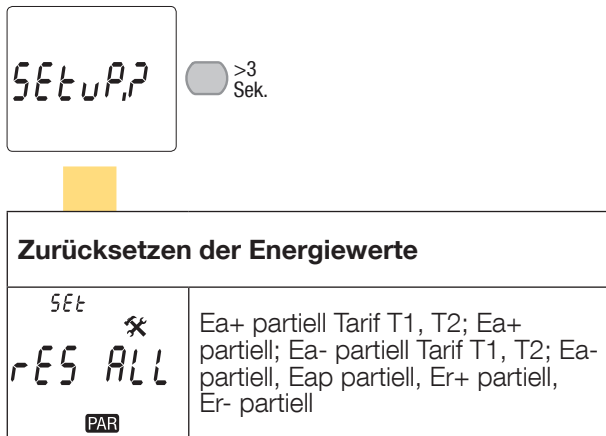 SEtuP,?
>3
Sek.
Zurücksetzen der Energiewerte
SEt
rES ALL
PAR
Ea+ partiell Tarif T1, T2; Ea+
partiell; Ea- partiell Tarif T1, T2; Ea-
partiell, Eap partiell, Er+ partiell,
Er- partiell